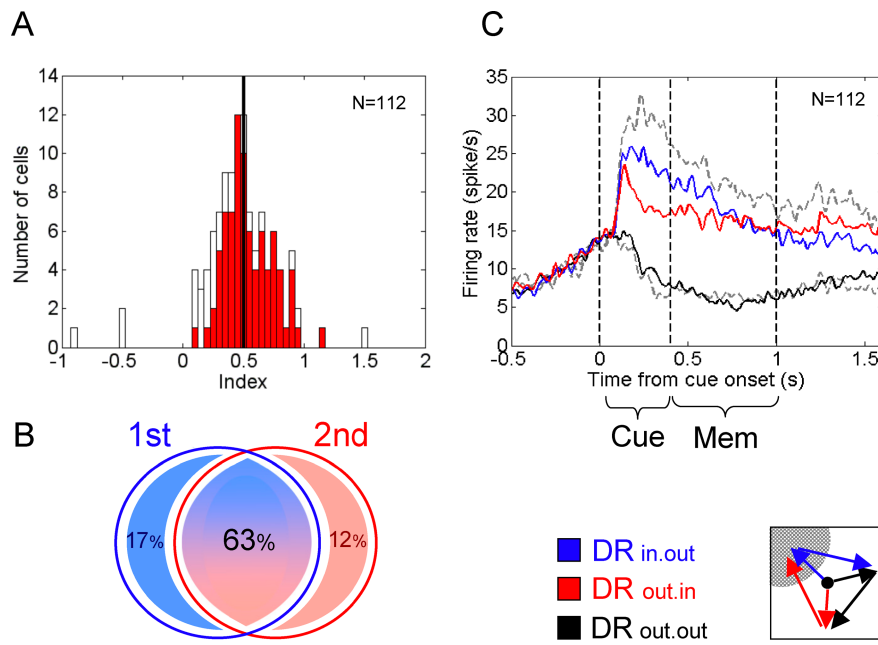 A
14
12
10
8
6
4
2
0
Number of cells
N=112
-1
-0.5
0
0.5
1
1.5
2
Index
B
1st
2nd
17%
63%
12%
C
35
30
25
20
15
10
5
0
Firing rate (spike/s)
N=112
-0.5
0
0.5
1
1.5
Time from cue onset (s)
Cue
Mem
DR in.out
DR out.in
DR out.out